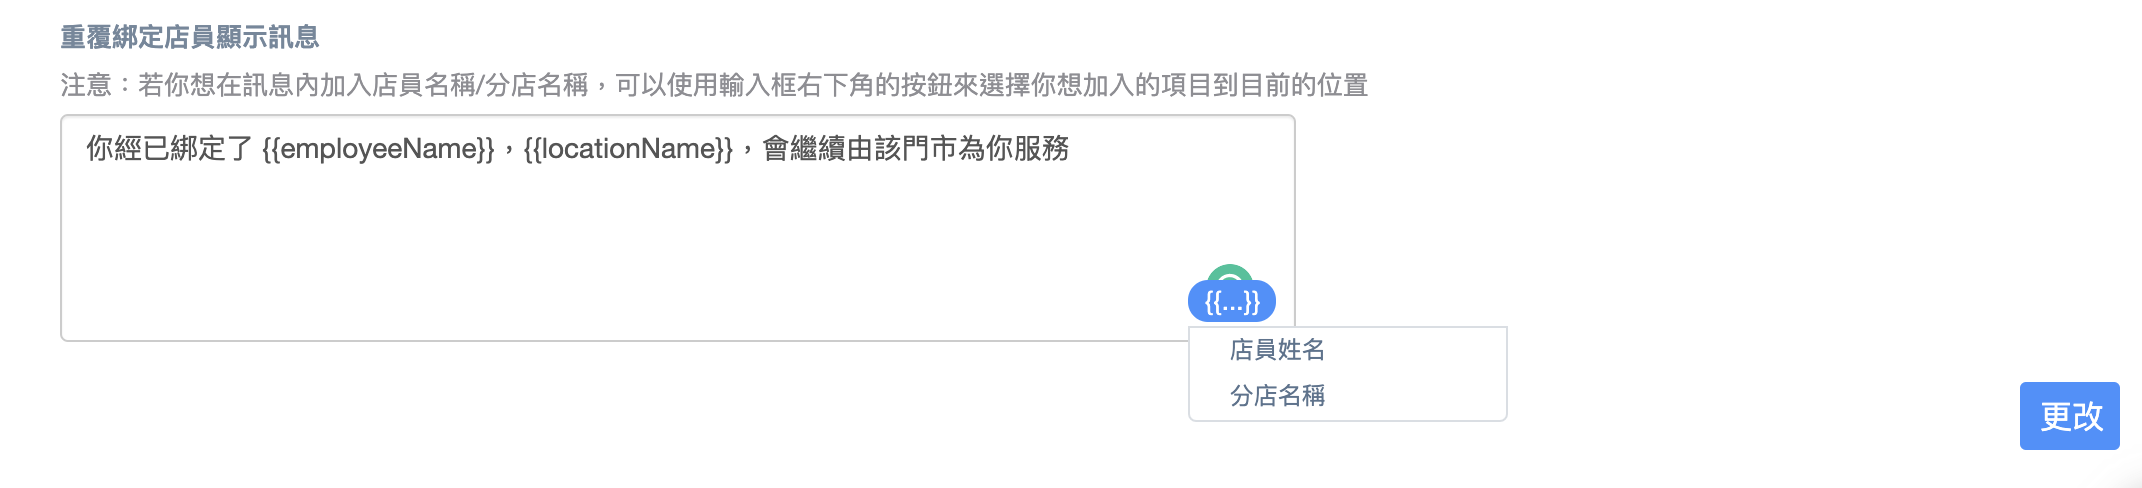 重覆綁定店員顯示訊息
注意：若你想在訊息內加入店員名稱/分店名稱，可以使用輸入框右下角的按鈕來選擇你想加入的項目到目前的位置
你經已綁定了 {{employeeName}}，{{locationName}}，會繼續由該門市為你服務
{{...}}
店員姓名
分店名稱
更改